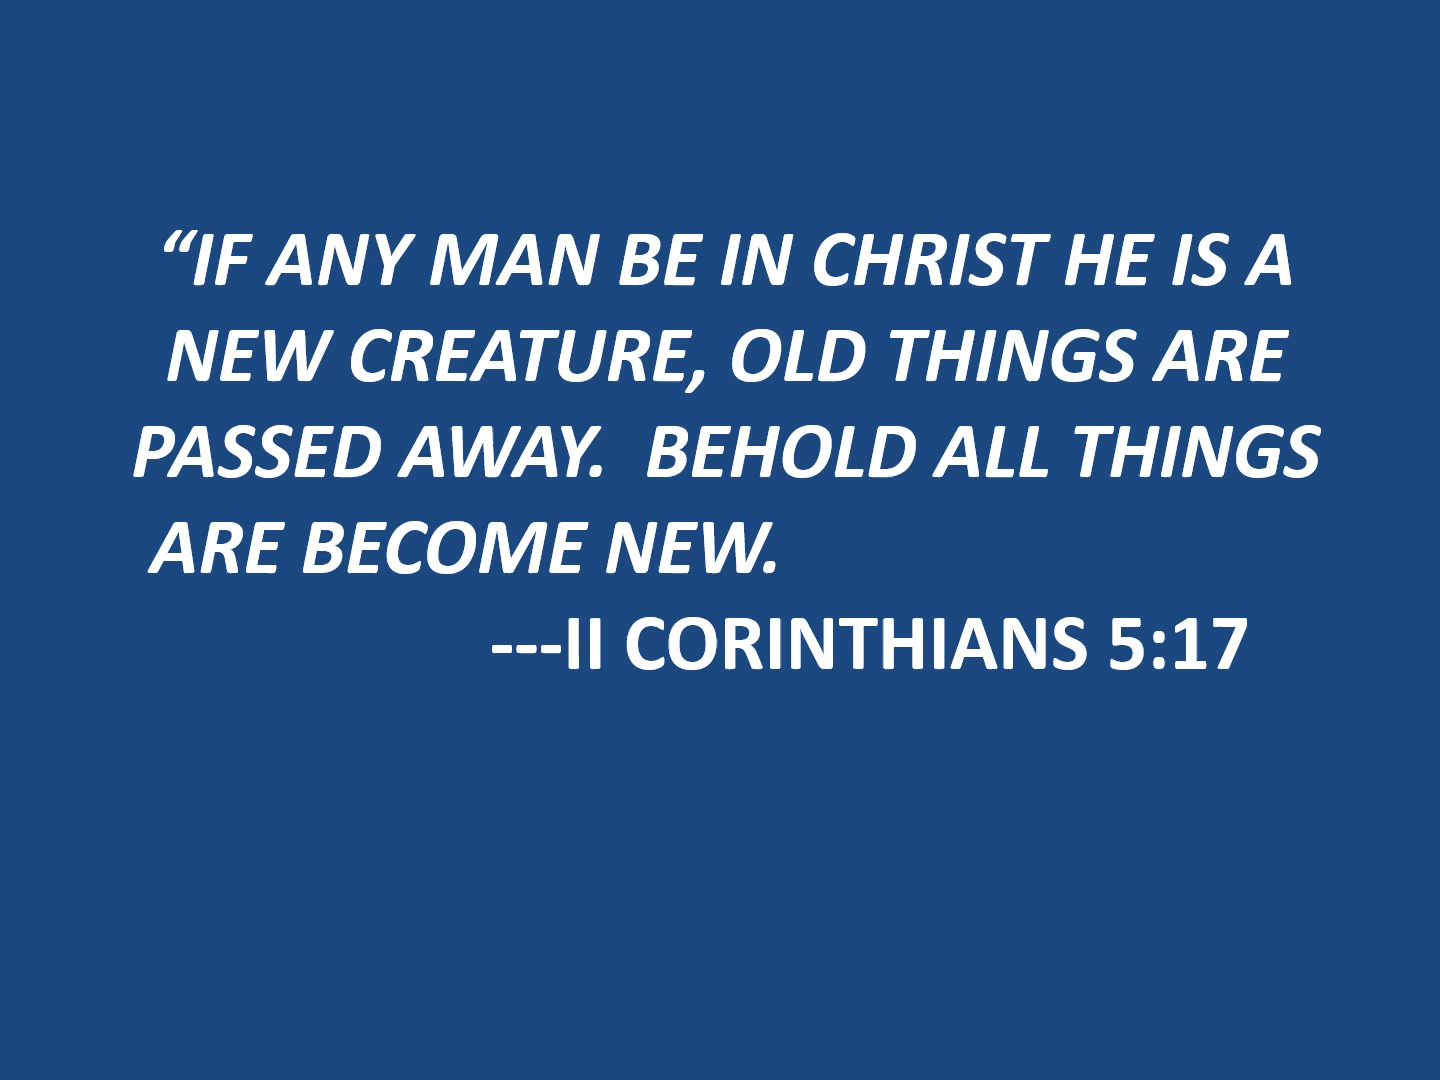 “IF ANY MAN BE IN CHRIST HE IS A
NEW CREATURE, OLD THINGS ARE
PASSED AWAY.  BEHOLD ALL THINGS
ARE BECOME NEW.
---II CORINTHIANS 5:17